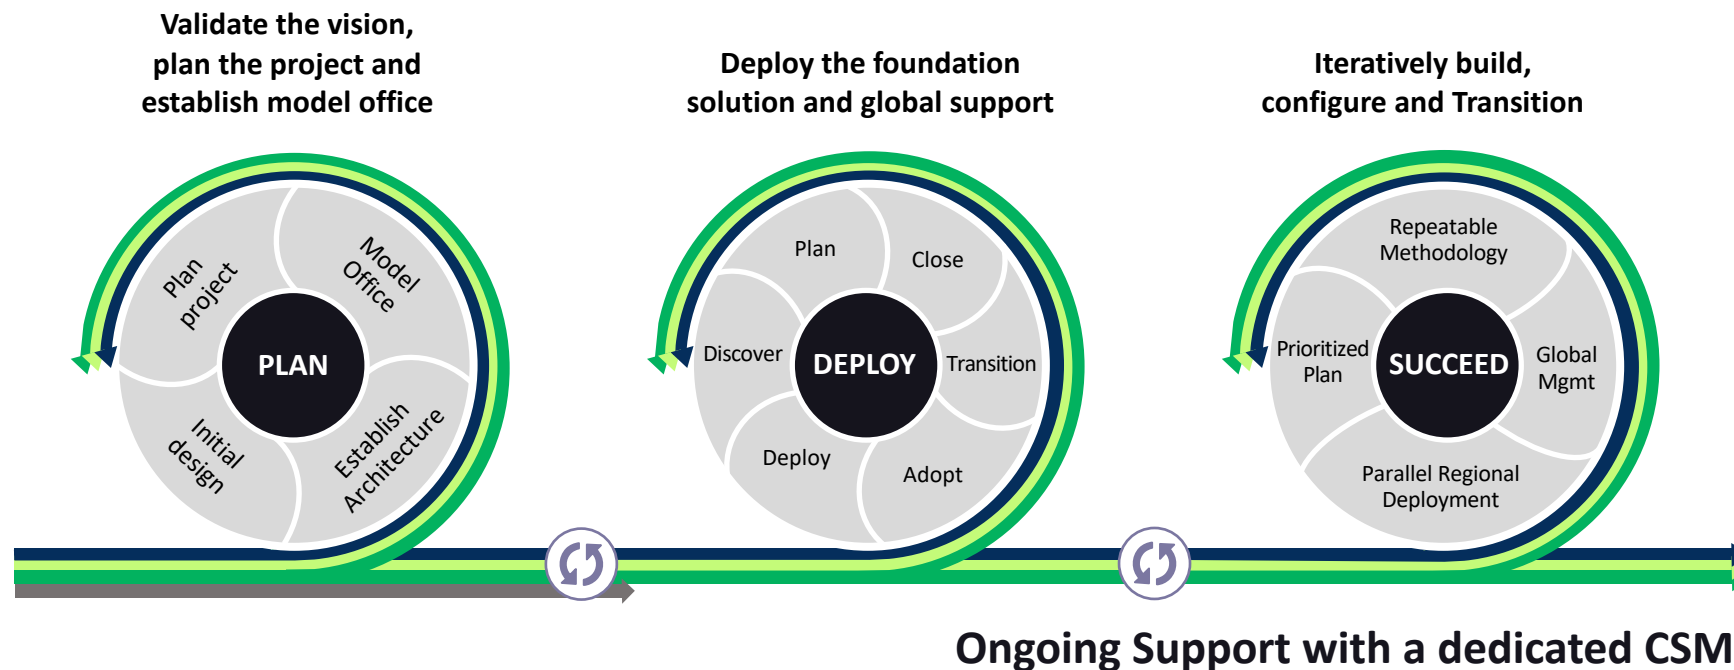 Validate the vision,
plan the project and
establish model office
Deploy the foundation
solution and global support
Iteratively build,
configure and Transition
Plan
project
Model
Office
PLAN
Initial
design
Establish
Architecture
Plan
Close
Discover
DEPLOY
Transition
Deploy
Adopt
Repeatable
Methodology
Prioritized
Plan
SUCCEED
Global
Mgmt
Parallel Regional
Deployment
Ongoing Support with a dedicated CSM